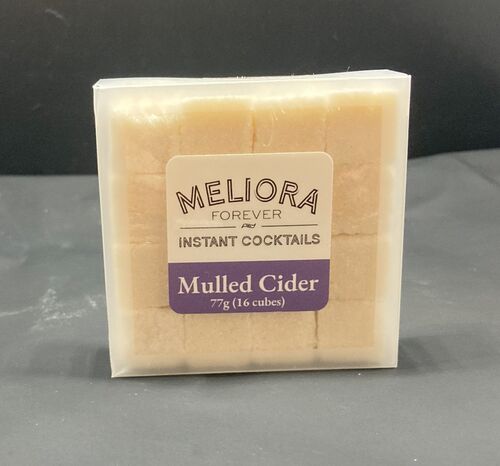 MELIORA
FOREVER
INSTANT COCKTAILS
Mulled Cider
77g (16 cubes)